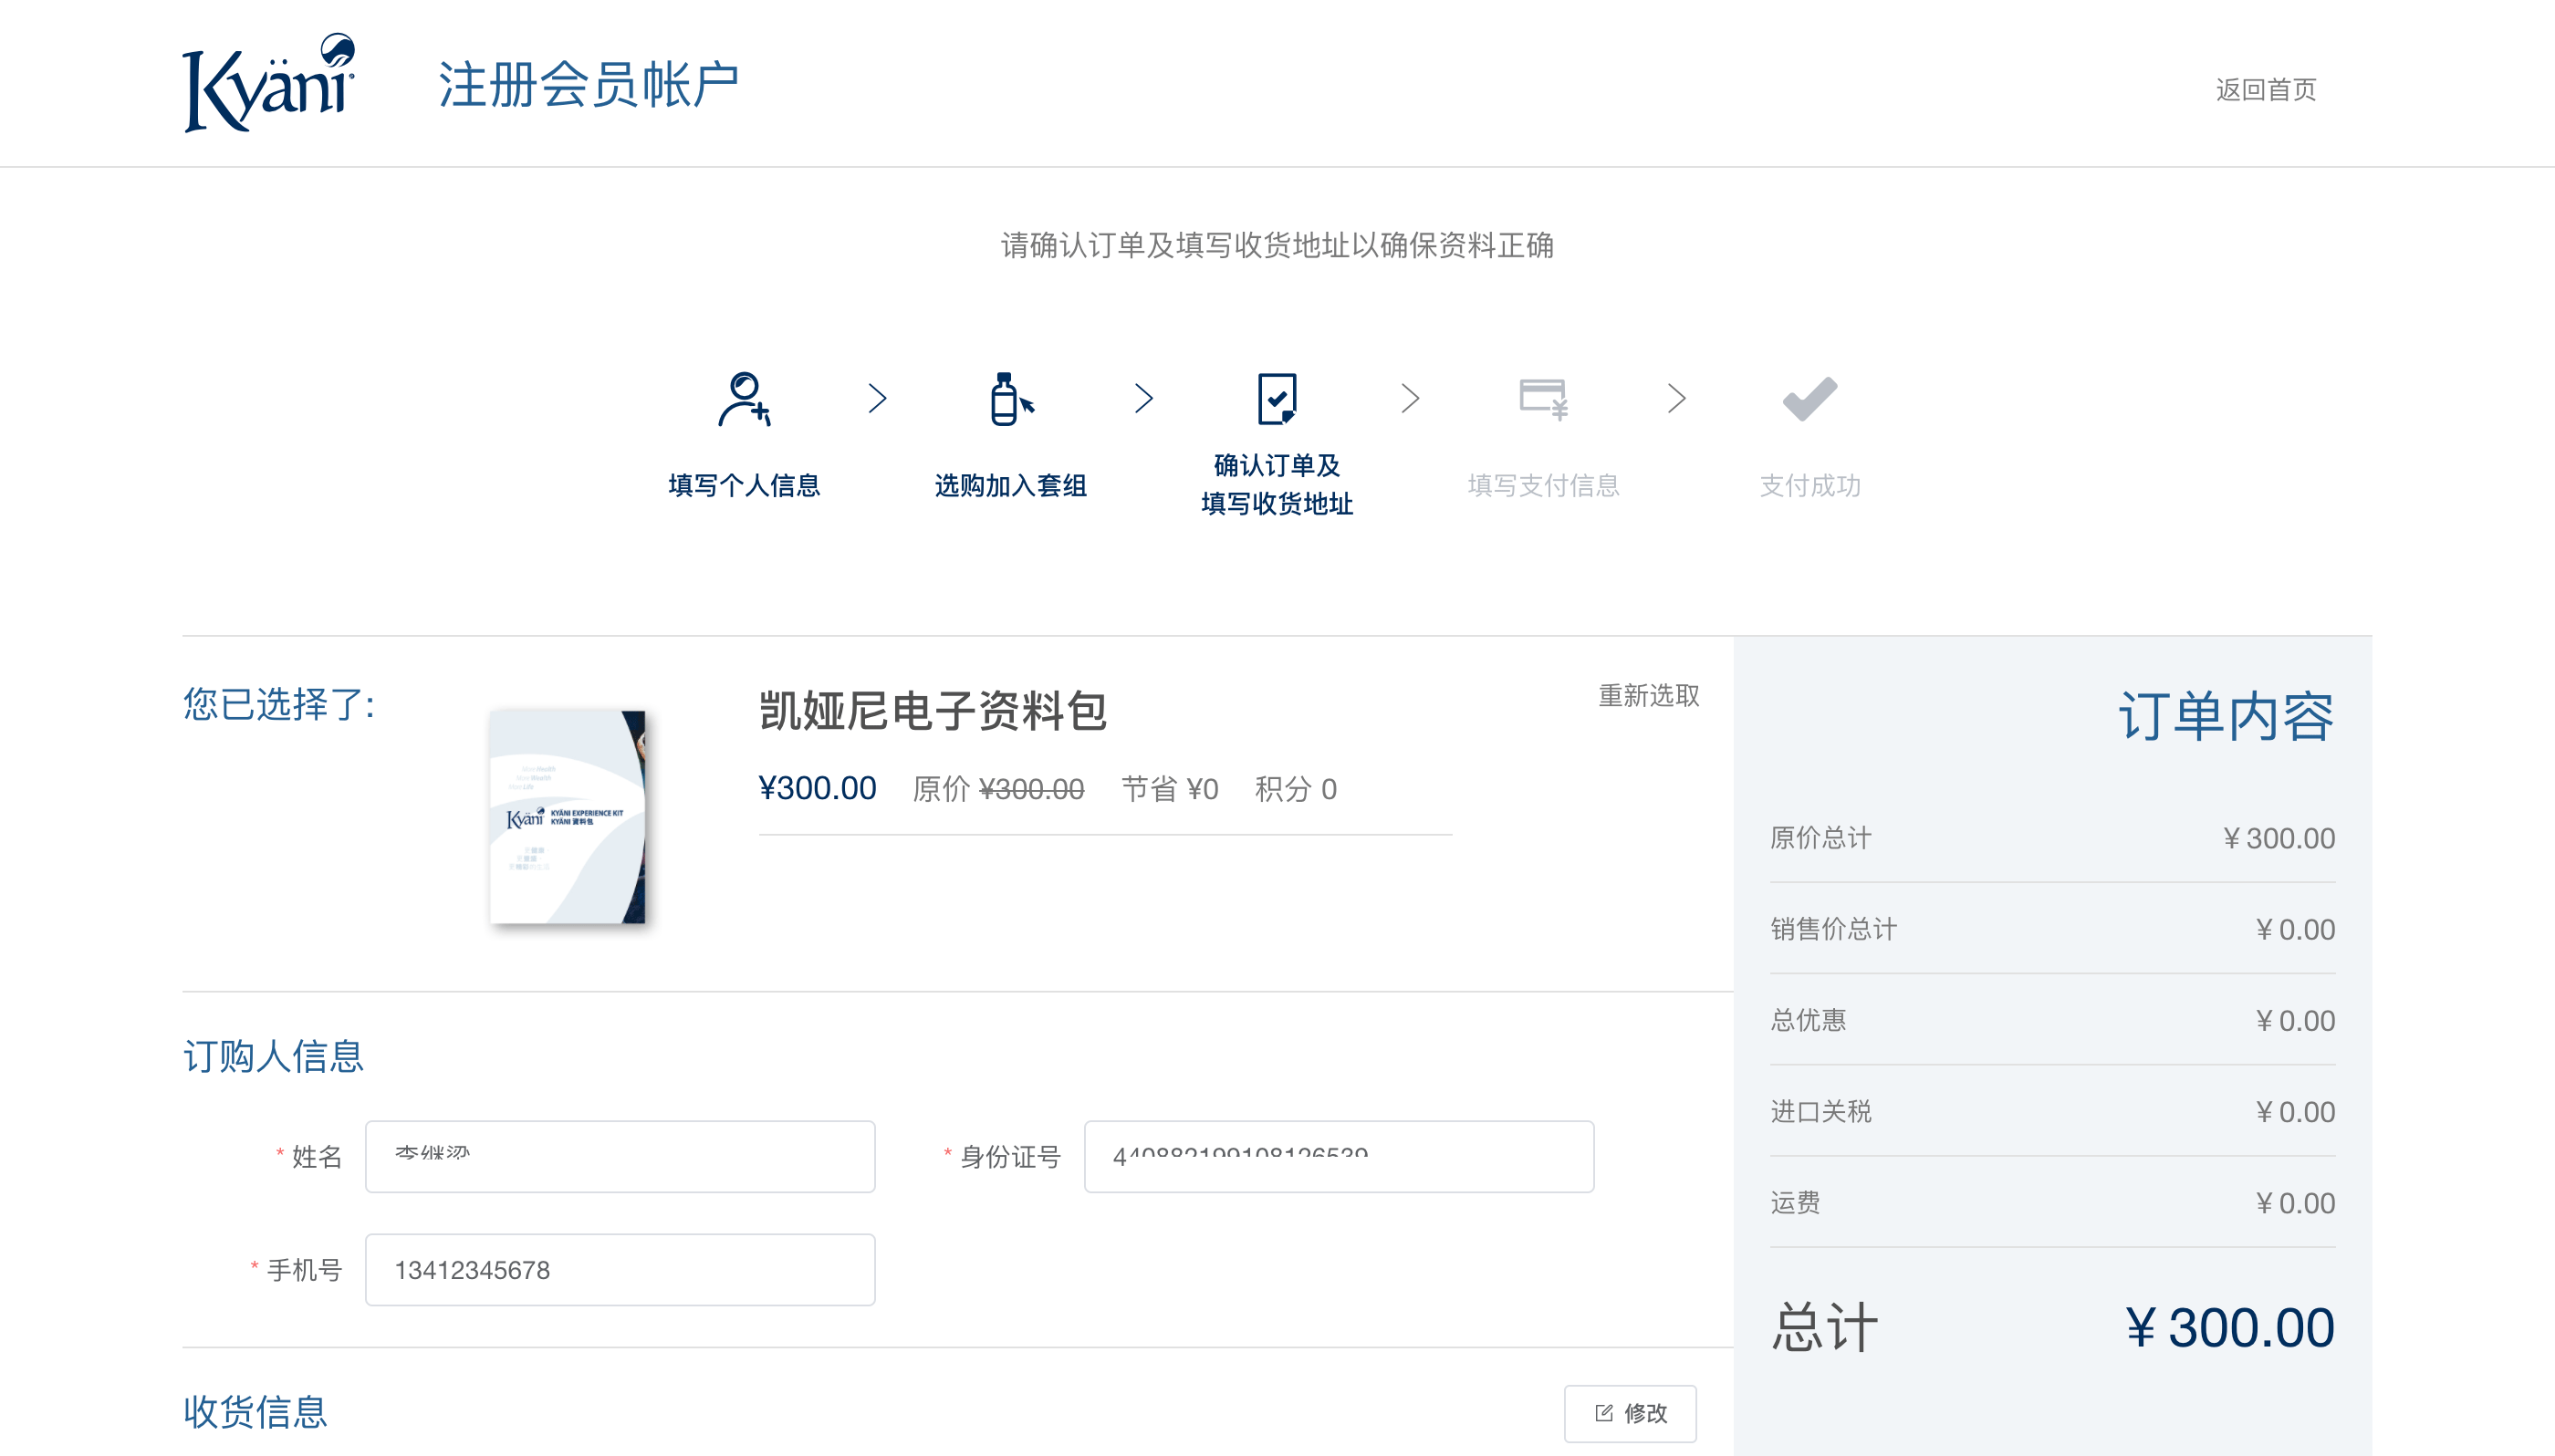 Kyäni
注册会员帐户
返回首页
请确认订单及填写收货地址以确保资料正确
填写个人信息
选购加入套组
确认订单及
填写收货地址
填写支付信息
支付成功
您已选择了:
Kyäni KYÄNI EXPERIENCE KIT
KYÄNI 資料包
凯娅尼电子资料包
重新选取
¥300.00 原价 ¥300.00 节省 ¥0 积分 0
订单内容
原价总计 ¥ 300.00
销售价总计 ¥ 0.00
总优惠 ¥ 0.00
进口关税 ¥ 0.00
运费 ¥ 0.00
总计 ¥ 300.00
订购人信息
* 姓名
* 身份证号
* 手机号 13412345678
收货信息
修改